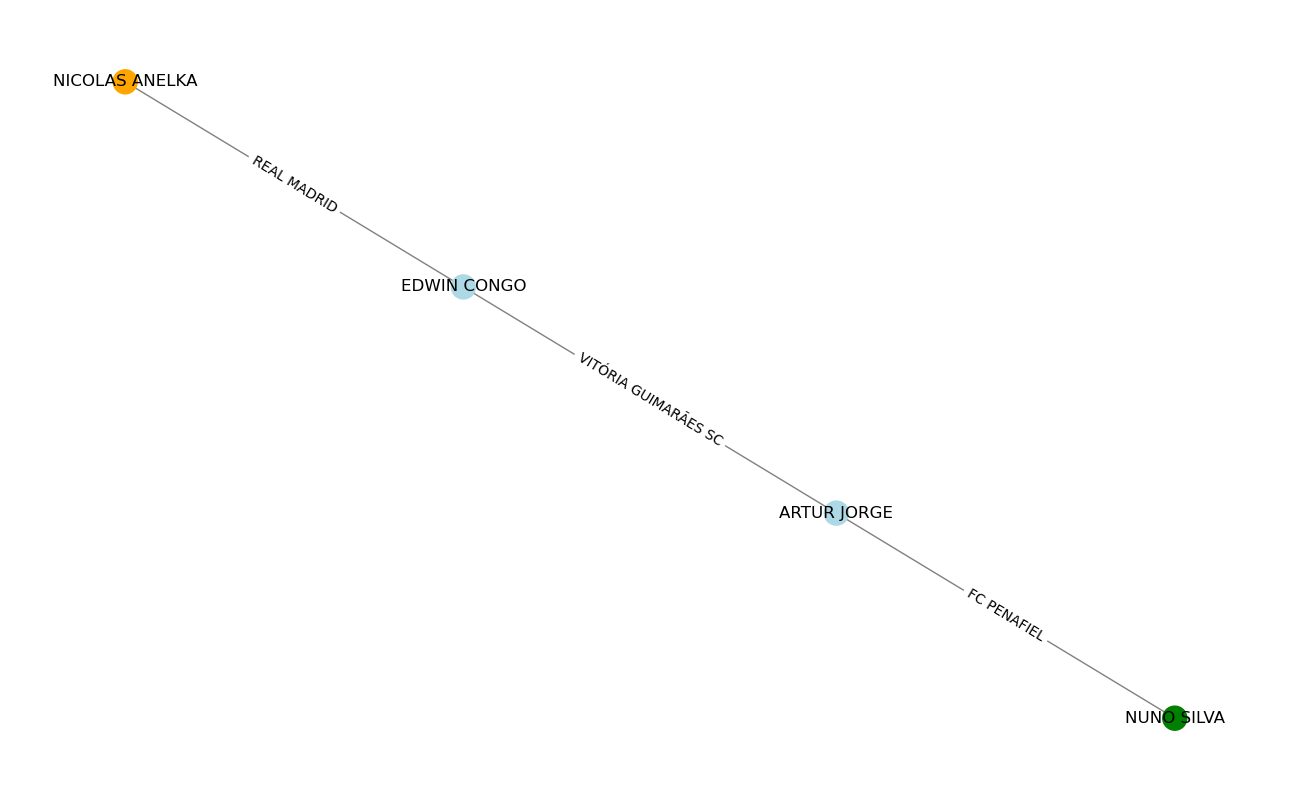 NICOLAS ANELKA
REAL MADRID
EDWIN CONGO
VITÓRIA GUIMARÃES SC
ARTUR JORGE
FC PENAFIEL
NUNO SILVA